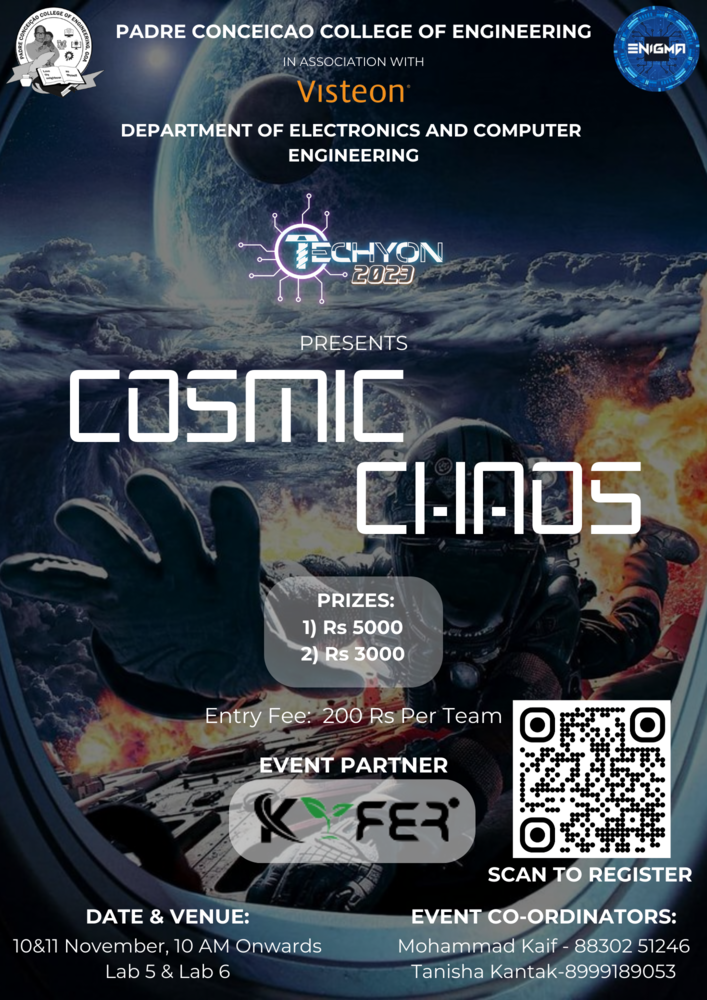 PADRE CONCEICAO COLLEGE OF ENGINEERING
IN ASSOCIATION WITH
Visteon
ENIGMA
DEPARTMENT OF ELECTRONICS AND COMPUTER
ENGINEERING
TECHYON
2023
PRESENTS
COSMIC
CHAOS
PRIZES:
1) Rs 5000
2) Rs 3000
Entry Fee: 200 Rs Per Team
EVENT PARTNER
KYFER
SCAN TO REGISTER
DATE & VENUE:
10&11 November, 10 AM Onwards
Lab 5 & Lab 6
EVENT CO-ORDINATORS:
Mohammad Kaif - 88302 51246
Tanisha Kantak-8999189053